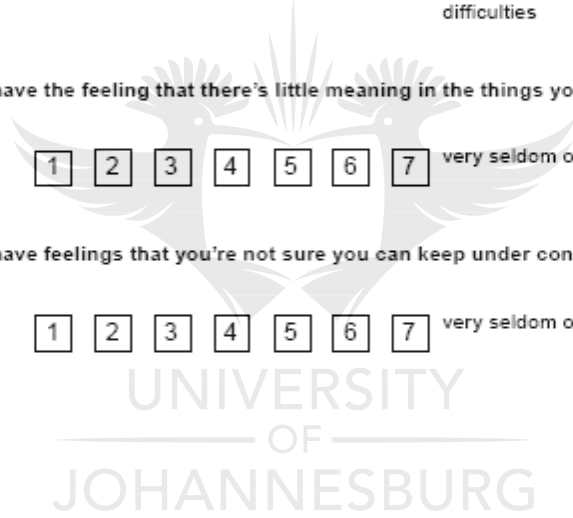 difficulties
have the feeling that there's little meaning in the things yo
1 2 3 4 5 6 7 very seldom o
have feelings that you're not sure you can keep under con
1 2 3 4 5 6 7 very seldom o
UNIVERSITY
OF
JOHANNESBURG